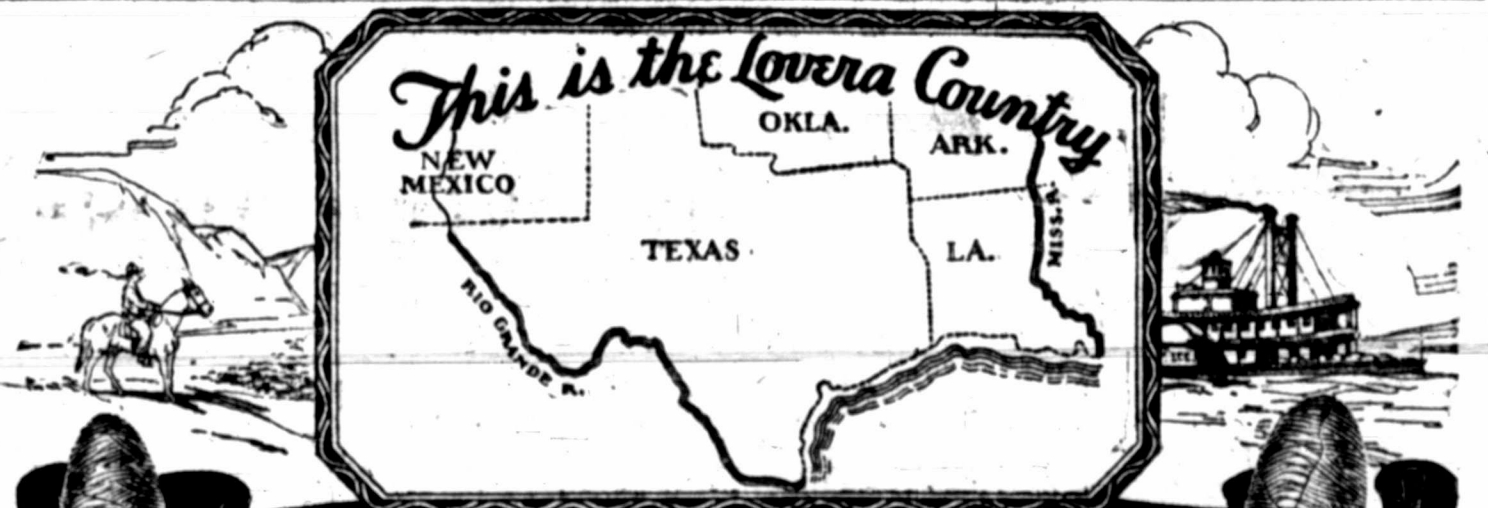 This is the Lovera Country
OKLA.
ARK.
NEW
MEXICO
TEXAS
LA.
MISS. R.
RIO GRANDE R.